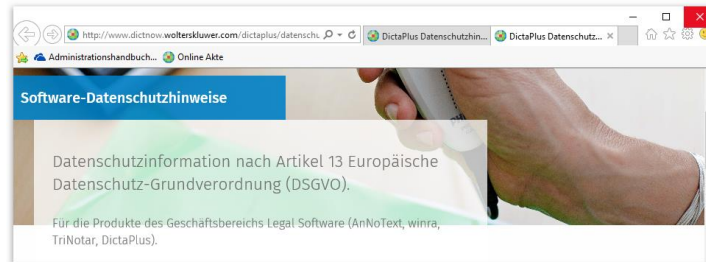 http://www.dictnow.wolterskluwer.com/dictaplus/datenschu
DictaPlus Datenschutzhin...
DictaPlus Datenschutz...
Administrationshandbuch...
Online Akte
Software-Datenschutzhinweise
Datenschutzinformation nach Artikel 13 Europäische
Datenschutz-Grundverordnung (DSGVO).
Für die Produkte des Geschäftsbereichs Legal Software (AnNoText, winra,
TriNotar, DictaPlus).